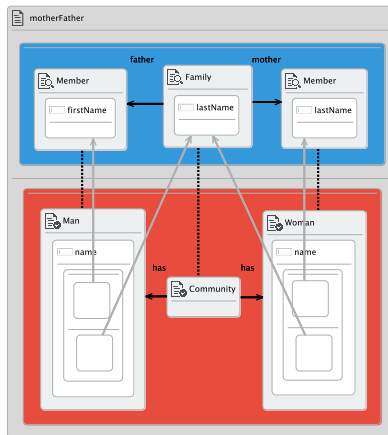 motherFather
father
mother
Member
Family
Member
firstName
lastName
lastName
Man
Woman
name
name
has
has
Community